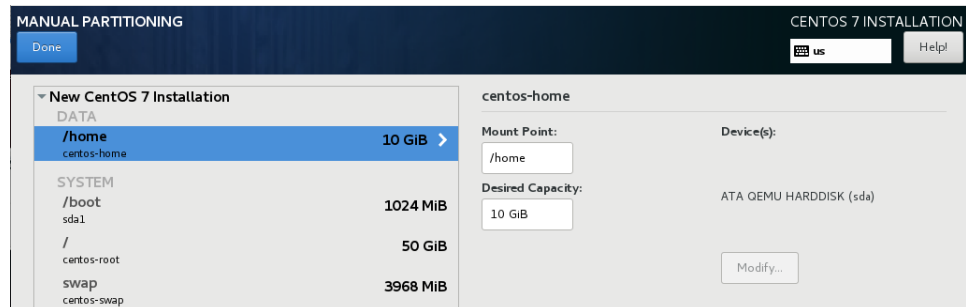 MANUAL PARTITIONING
CENTOS 7 INSTALLATION
Done
us
Help!
New CentOS 7 Installation
DATA
/home
10 GiB
centos-home
SYSTEM
/boot
1024 MiB
sda1
/
50 GiB
centos-root
swap
3968 MiB
centos-swap
centos-home
Mount Point:
/home
Desired Capacity:
10 GiB
Device(s):
ATA QEMU HARDDISK (sda)
Modify...